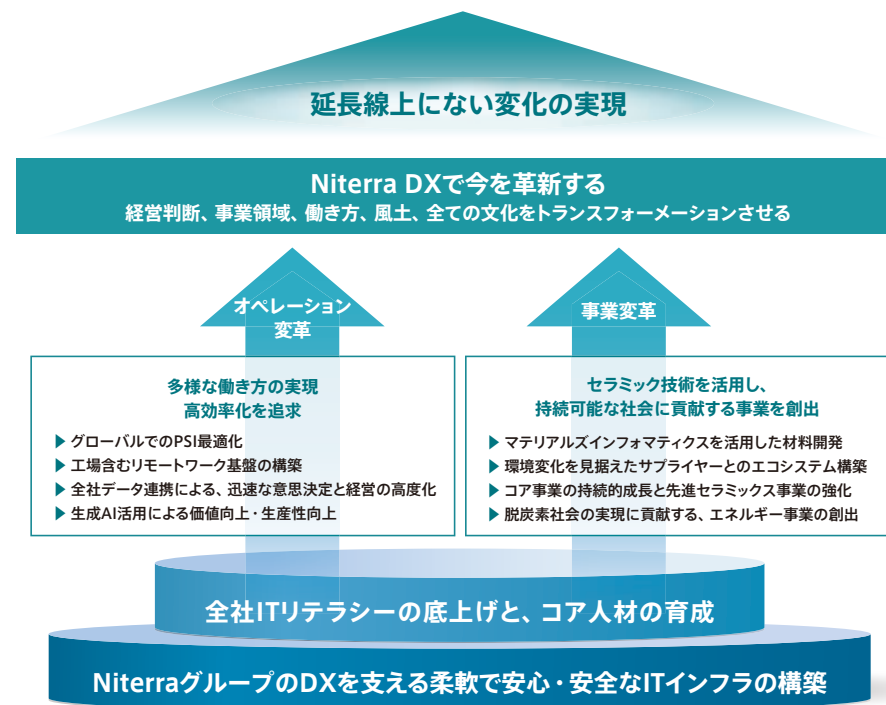 延長線上にない変化の実現
Niterra DXで今を革新する
経営判断、事業領域、働き方、風土、全ての文化をトランスフォーメーションさせる
オペレーション
変革
多様な働き方の実現
高効率化を追求
▶ グローバルでのPSI最適化
▶ 工場含むリモートワーク基盤の構築
▶ 全社データ連携による、迅速な意思決定と経営の高度化
▶ 生成AI活用による価値向上・生産性向上
事業変革
セラミック技術を活用し、
持続可能な社会に貢献する事業を創出
▶ マテリアルズインフォマティクスを活用した材料開発
▶ 環境変化を見据えたサプライヤーとのエコシステム構築
▶ コア事業の持続的成長と先進セラミックス事業の強化
▶ 脱炭素社会の実現に貢献する、エネルギー事業の創出
全社ITリテラシーの底上げと、コア人材の育成
NiterraグループのDXを支える柔軟で安心・安全なITインフラの構築